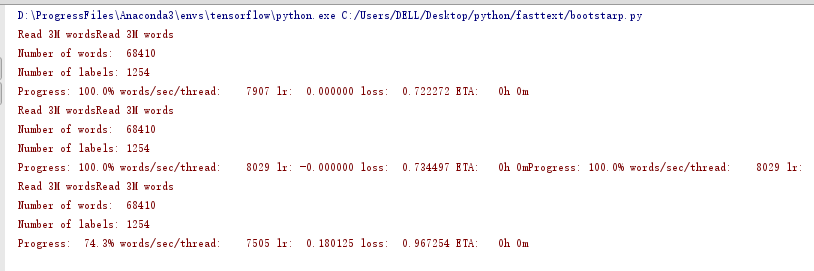 D:\ProgressFiles\Anaconda3\envs\tensorflow\python.exe C:/Users/DELL/Desktop/python/fasttext/bootstarp.py
Read 3M wordsRead 3M words
Number of words:  68410
Number of labels: 1254
Progress: 100.0% words/sec/thread:    7907 lr:  0.000000 loss:  0.722272 ETA:   0h 0m
Read 3M wordsRead 3M words
Number of words:  68410
Number of labels: 1254
Progress: 100.0% words/sec/thread:    8029 lr: -0.000000 loss:  0.734497 ETA:   0h 0mProgress: 100.0% words/sec/thread:    8029 lr:
Read 3M wordsRead 3M words
Number of words:  68410
Number of labels: 1254
Progress:  74.3% words/sec/thread:    7505 lr:  0.180125 loss:  0.967254 ETA:   0h 0m